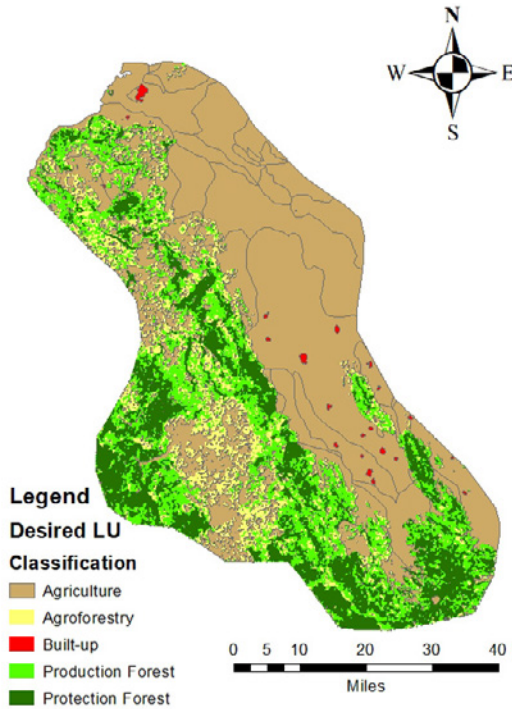 N
W E
S
Legend
Desired LU
Classification
Agriculture
Agroforestry
Built-up
Production Forest
Protection Forest
0 5 10 20 30 40
Miles